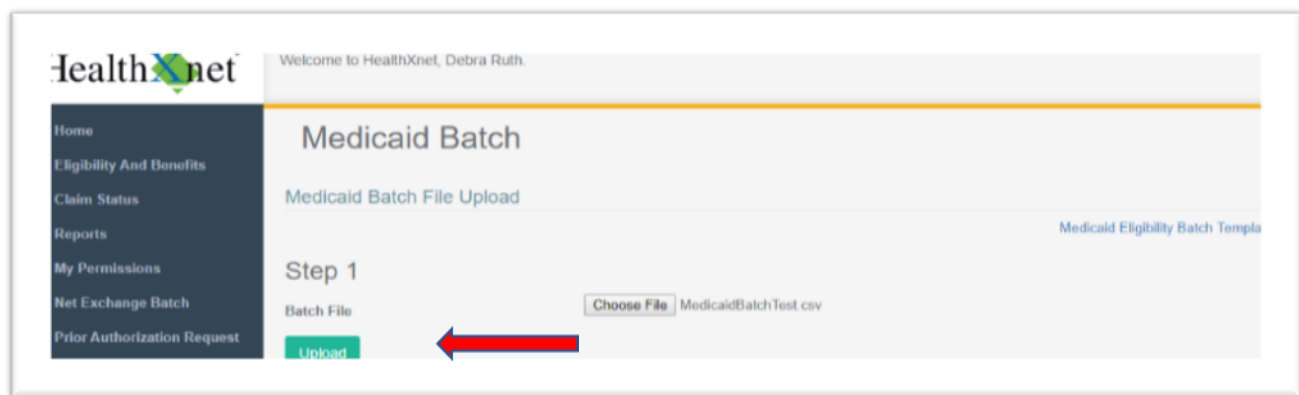 HealthXnet
Welcome to HealthXnet, Debra Ruth.
Home
Eligibility And Benefits
Claim Status
Reports
My Permissions
Net Exchange Batch
Prior Authorization Request
Medicaid Batch
Medicaid Batch File Upload
Medicaid Eligibility Batch Templa
Step 1
Batch File
Choose File MedicaidBatchTest.csv
Upload